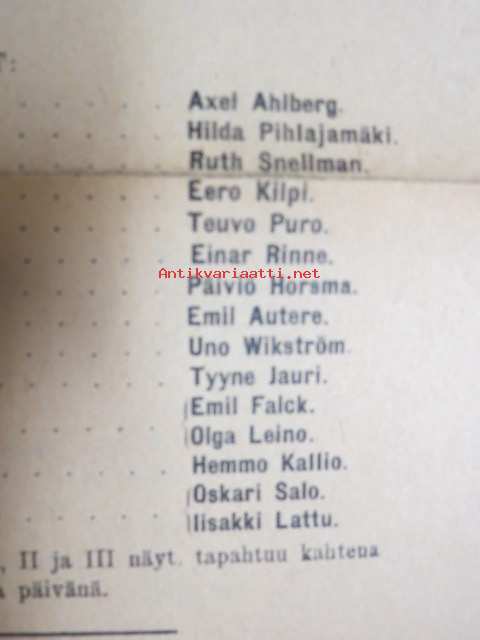 T:
. . . . . Axel Ahlberg.
. . . . . Hilda Pihlajamäki.
. . . . . Ruth Snellman.
. . . . . Eero Kilpi.
. . . . . Teuvo Puro.
. . . . . Einar Rinne.
Antikvariaatti.net
. . . . . Päiviö Horsma.
. . . . . Emil Autere.
. . . . . Uno Wikström.
. . . . . Tyyne Jauri.
. . . . . Emil Falck.
. . . . . Olga Leino.
. . . . . Hemmo Kallio.
. . . . . Oskari Salo.
. . . . . Iisakki Lattu.
, II ja III näyt. tapahtuu kahtena
päivänä.